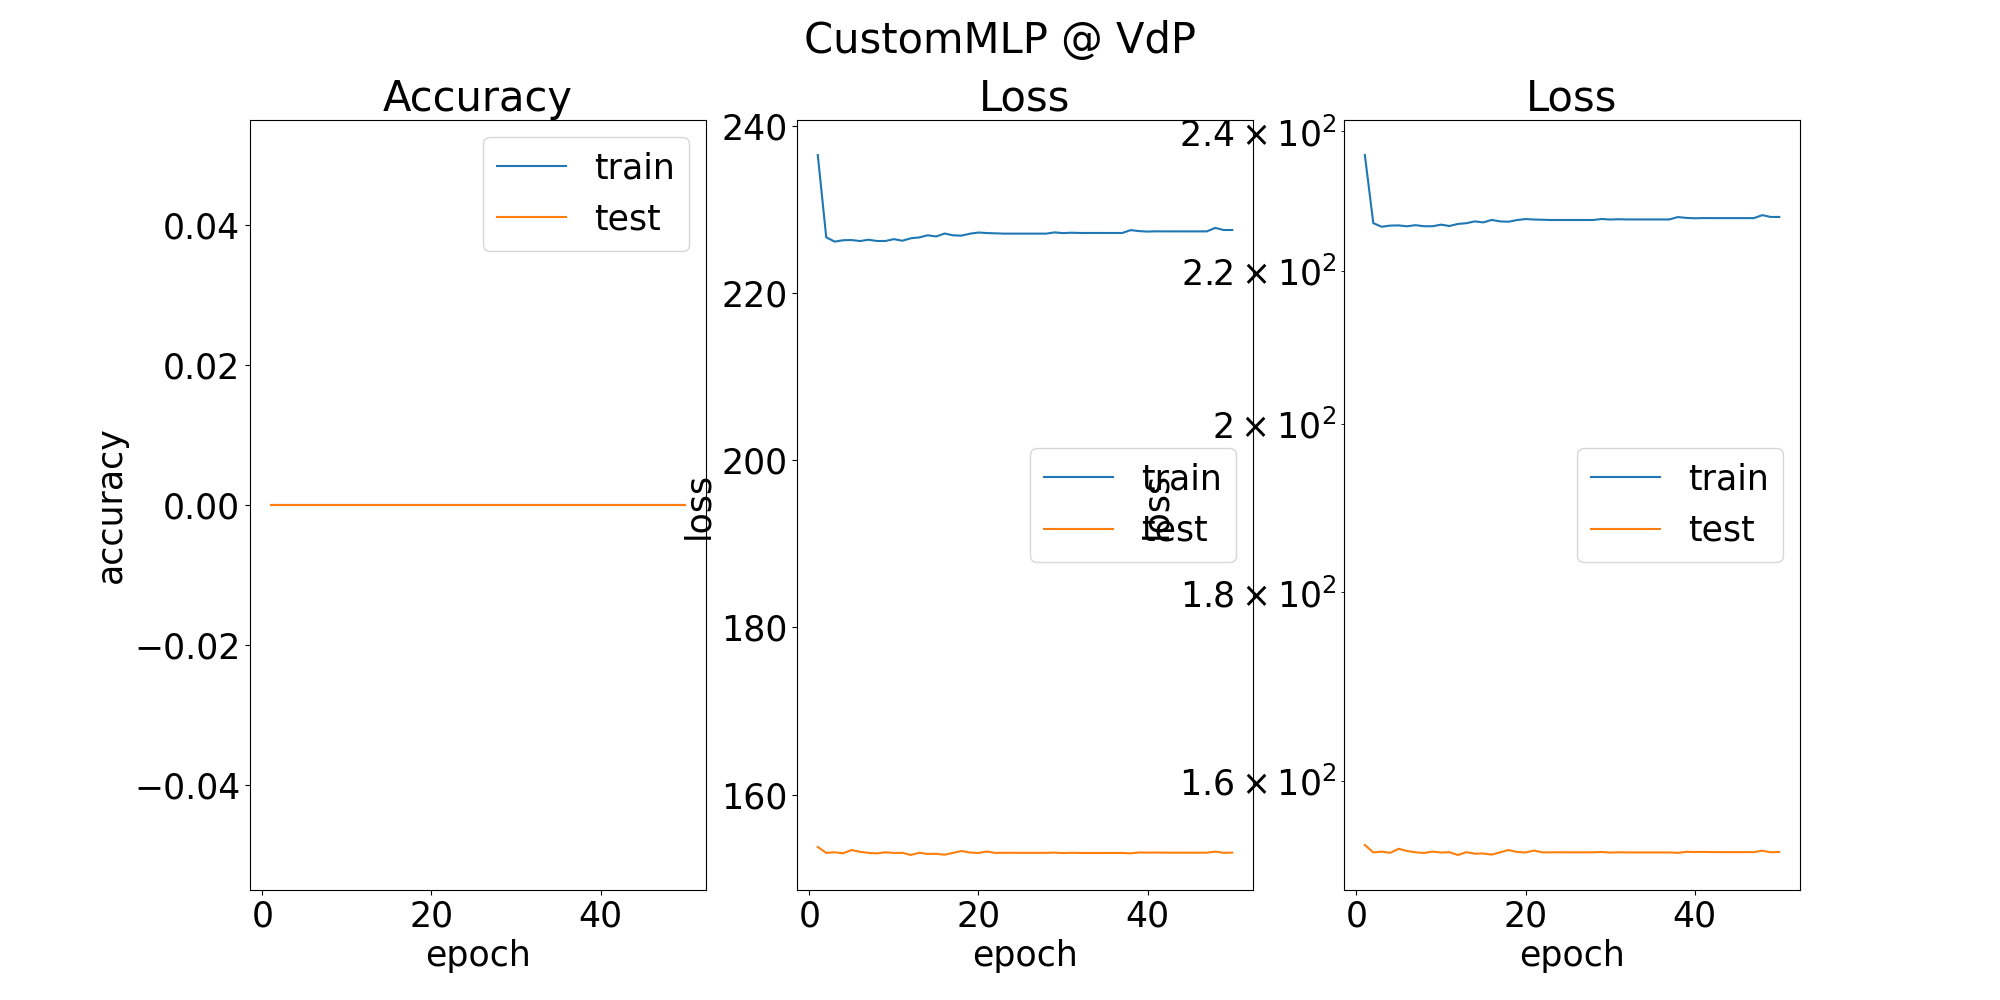 CustomMLP @ VdP
Accuracy
accuracy
0.04
0.02
0.00
−0.02
−0.04
0
20
40
epoch
train
test
Loss
loss
240
220
200
180
160
0
20
40
epoch
train
test
Loss
loss
2.4 × 10²
2.2 × 10²
2 × 10²
1.8 × 10²
1.6 × 10²
0
20
40
epoch
train
test